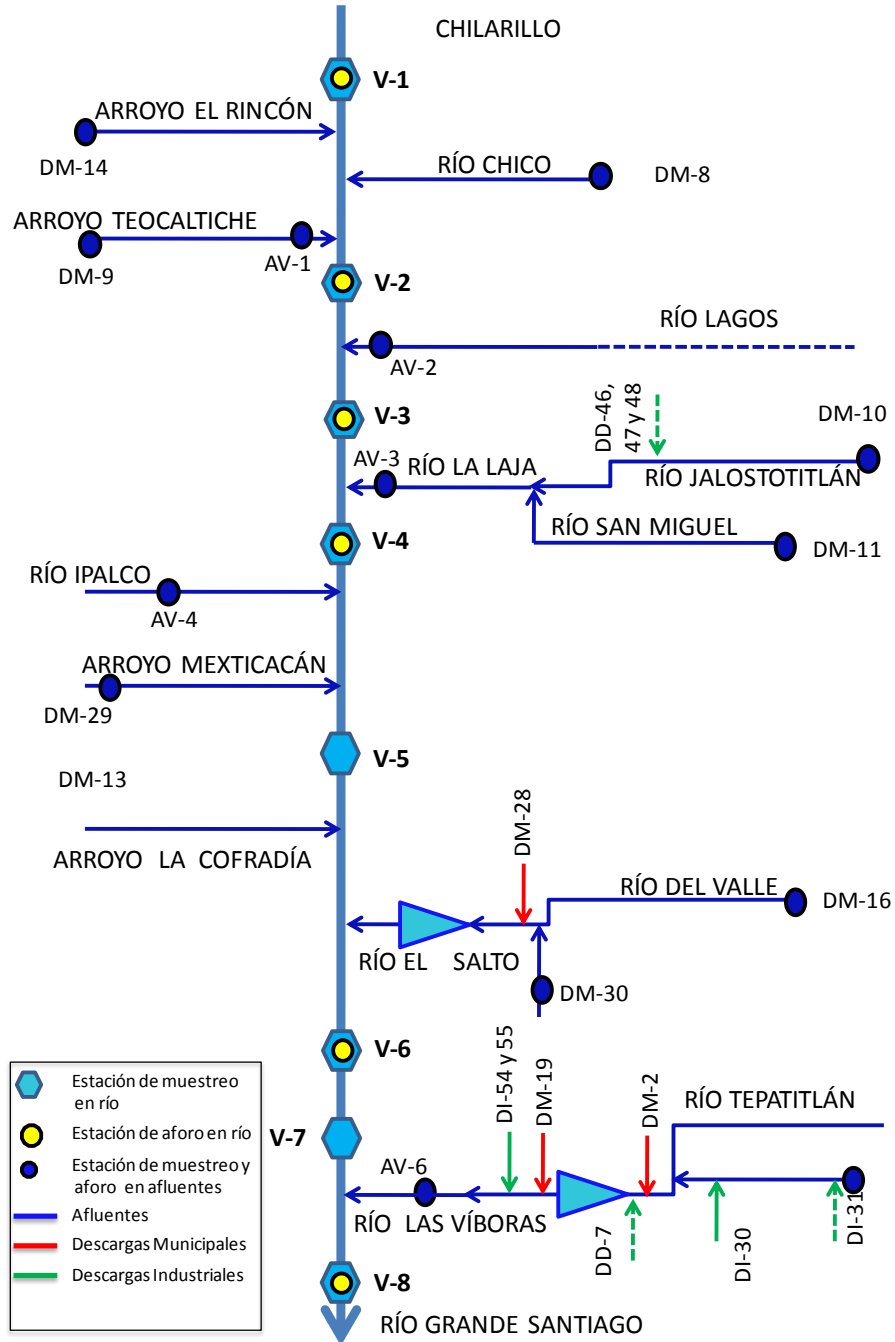 CHILARILLO
V-1
ARROYO EL RINCÓN
DM-14
RÍO CHICO
DM-8
ARROYO TEOCALTICHE
DM-9
AV-1
V-2
RÍO LAGOS
AV-2
V-3
DD-46,
47 y 48
DM-10
AV-3
RÍO LA LAJA
RÍO JALOSTOTITLÁN
RÍO SAN MIGUEL
DM-11
V-4
RÍO IPALCO
AV-4
ARROYO MEXTICACÁN
DM-29
V-5
DM-13
ARROYO LA COFRADÍA
DM-28
RÍO DEL VALLE
DM-16
RÍO EL SALTO
DM-30
V-6
DI-54 y 55
DM-19
DM-2
RÍO TEPATITLÁN
V-7
AV-6
RÍO LAS VÍBORAS
DD-7
DI-30
DI-31
V-8
RÍO GRANDE SANTIAGO
Estación de muestreo
en río
Estación de aforo en río
Estación de muestreo y
aforo en afluentes
Afluentes
Descargas Municipales
Descargas Industriales